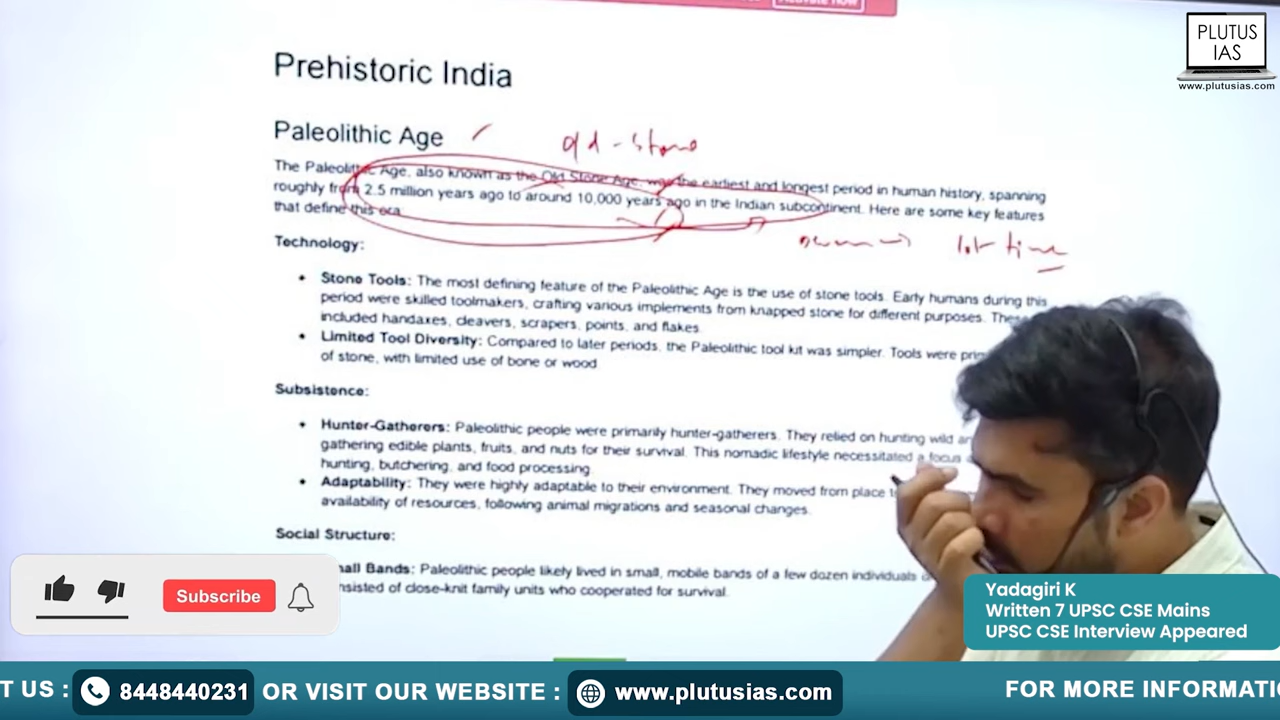 PLUTUS
IAS
www.plutusias.com
Prehistoric India
Paleolithic Age
old-stone
The Paleolithic Age, also known as the Old Stone Age, was the earliest and longest period in human history, spanning
roughly from 2.5 million years ago to around 10,000 years ago in the Indian subcontinent. Here are some key features
that define this era
1st time
Technology:
• Stone Tools: The most defining feature of the Paleolithic Age is the use of stone tools. Early humans during this
period were skilled toolmakers, crafting various implements from knapped stone for different purposes. These
included handaxes, cleavers, scrapers, points, and flakes.
• Limited Tool Diversity: Compared to later periods, the Paleolithic tool kit was simpler. Tools were
of stone, with limited use of bone or wood
Subsistence:
• Hunter-Gatherers: Paleolithic people were primarily hunter-gatherers. They relied on hunting wild
gathering edible plants, fruits, and nuts for their survival. This nomadic lifestyle necessitated a focus
hunting, butchering, and food processing.
• Adaptability: They were highly adaptable to their environment. They moved from place
availability of resources, following animal migrations and seasonal changes.
Social Structure:
Bands: Paleolithic people likely lived in small, mobile bands of a few dozen individuals
of close-knit family units who cooperated for survival.
Subscribe
Yadagiri K
Written 7 UPSC CSE Mains
UPSC CSE Interview Appeared
T US : 8448440231 OR VISIT OUR WEBSITE : www.plutusias.com FOR MORE INFORMATI